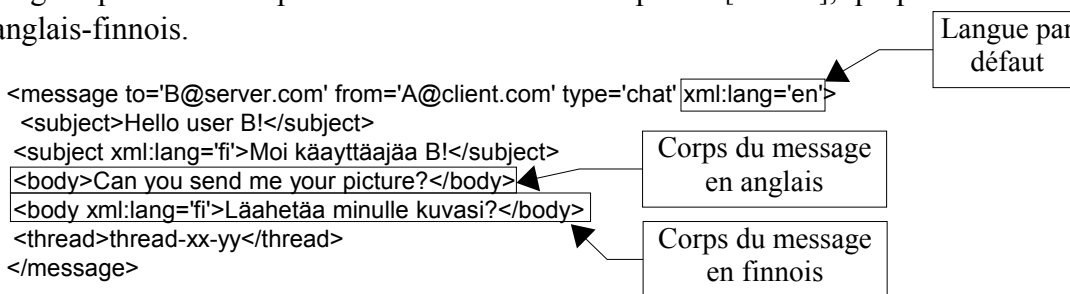 anglais-finnois.
Langue par
défaut
<message to='B@server.com' from='A@client.com' type='chat' xml:lang='en'>
<subject>Hello user B!</subject>
<subject xml:lang='fi'>Moi käayttäajäa B!</subject>
<body>Can you send me your picture?</body>
<body xml:lang='fi'>Läahetäa minulle kuvasi?</body>
<thread>thread-xx-yy</thread>
</message>
Corps du message
en anglais
Corps du message
en finnois